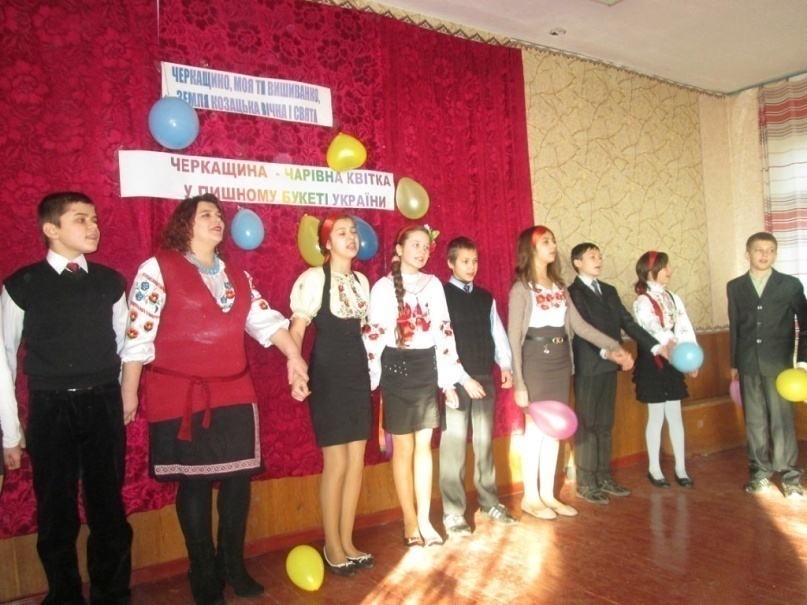 ЧЕРКАЩИНО, МОЯ ТИ ВИШИВАНКО,
ЗЕМЛЯ КОЗАЦЬКА ВІЧНА І СВЯТА
ЧЕРКАЩИНА - ЧАРІВНА КВІТКА
У ПИШНОМУ БУКЕТІ УКРАЇНИ